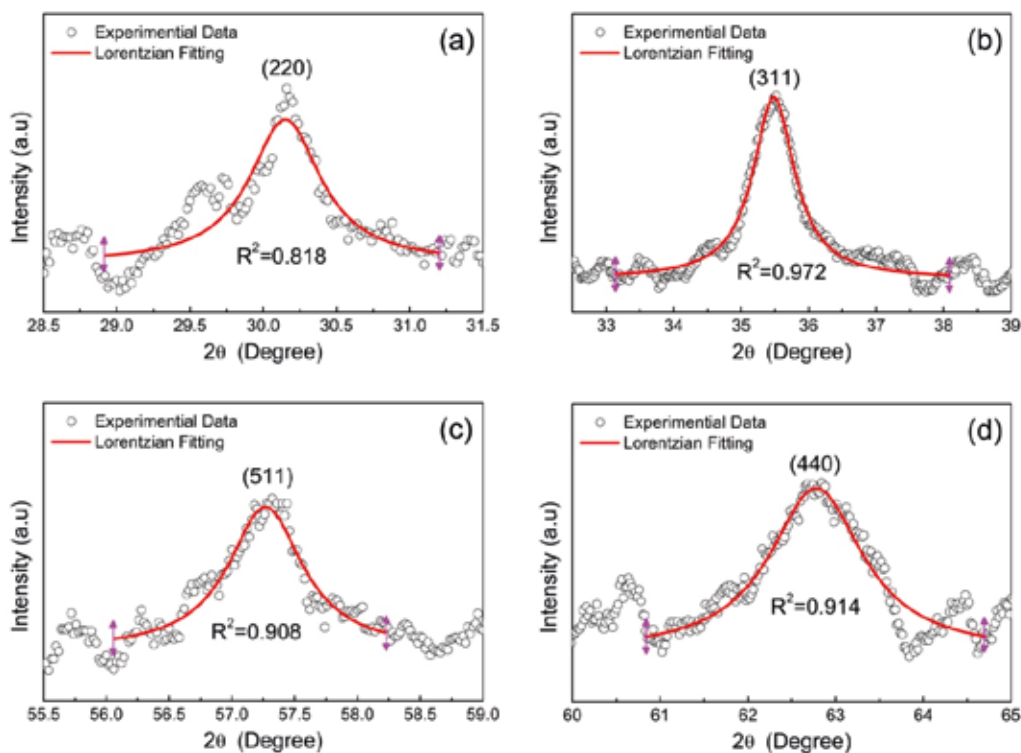 Experimental Data
Lorentzian Fitting
(a)
(220)
R²=0.818
Intensity (a.u)
28.5 29.0 29.5 30.0 30.5 31.0 31.5
2θ (Degree)
Experimental Data
Lorentzian Fitting
(b)
(311)
R²=0.972
Intensity (a.u)
33 34 35 36 37 38 39
2θ (Degree)
Experimental Data
Lorentzian Fitting
(c)
(511)
R²=0.908
Intensity (a.u)
55.5 56.0 56.5 57.0 57.5 58.0 58.5 59.0
2θ (Degree)
Experimental Data
Lorentzian Fitting
(d)
(440)
R²=0.914
Intensity (a.u)
60 61 62 63 64 65
2θ (Degree)